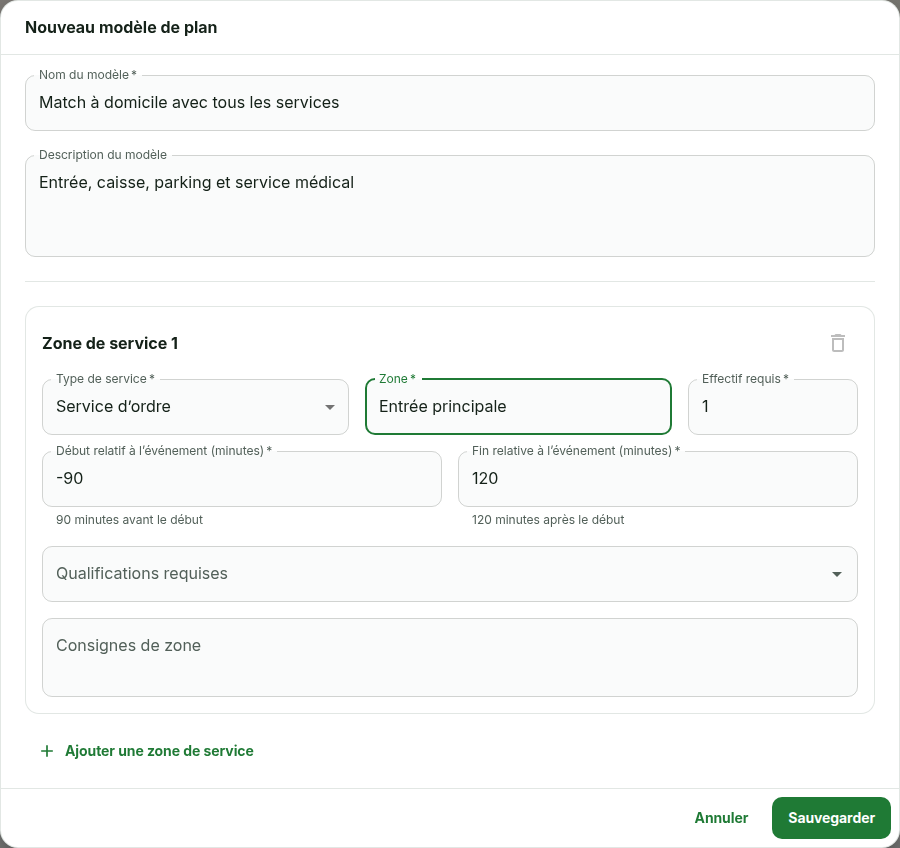 Nouveau modèle de plan
Nom du modèle *
Match à domicile avec tous les services
Description du modèle
Entrée, caisse, parking et service médical
Zone de service 1
Type de service *
Zone *
Effectif requis *
Service d’ordre
Entrée principale
1
Début relatif à l’événement (minutes) *
Fin relative à l’événement (minutes) *
-90
120
90 minutes avant le début
120 minutes après le début
Qualifications requises
Consignes de zone
Ajouter une zone de service
Annuler
Sauvegarder